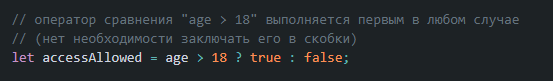 // оператор сравнения "age > 18" выполняется первым в любом случае
// (нет необходимости заключать его в скобки)
let accessAllowed = age > 18 ? true : false;